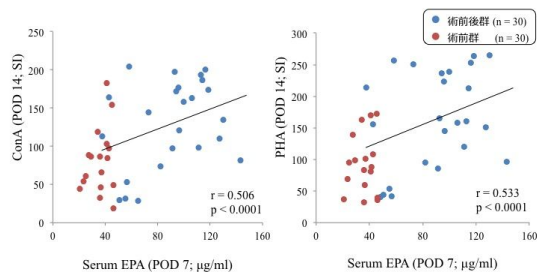 術前後群 (n = 30)
術前群 (n = 30)
ConA (POD 14; SI)
250
200
150
100
50
0
0 40 80 120 160
r = 0.506
p < 0.0001
Serum EPA (POD 7; μg/ml)
PHA (POD 14; SI)
300
250
200
150
100
50
0
0 40 80 120 160
r = 0.533
p < 0.0001
Serum EPA (POD 7; μg/ml)